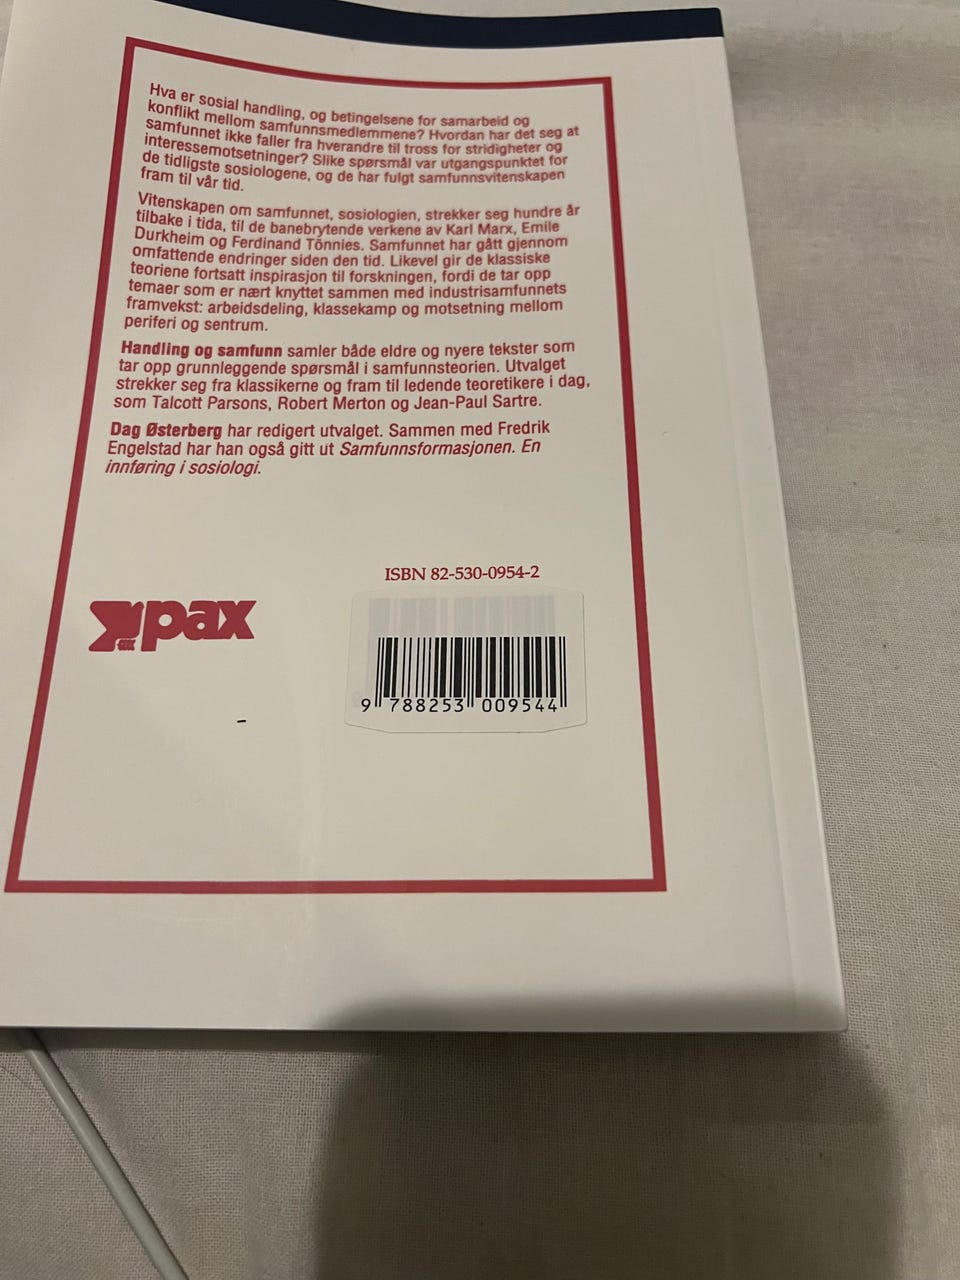 Hva er sosial handling, og betingelsene for samarbeid og
konflikt mellom samfunnsmedlemmene? Hvordan har det seg at
samfunnet ikke faller fra hverandre til tross for stridigheter og
interessemotsetninger? Slike spørsmål var utgangspunktet for
de tidligste sosiologene, og de har fulgt samfunnsvitenskapen
fram til vår tid.
Vitenskapen om samfunnet, sosiologien, strekker seg hundre år
tilbake i tida, til de banebrytende verkene av Karl Marx, Emile
Durkheim og Ferdinand Tönnies. Samfunnet har gått gjennom
omfattende endringer siden den tid. Likevel gir de klassiske
teoriene fortsatt inspirasjon til forskningen, fordi de tar opp
temaer som er nært knyttet sammen med industrisamfunnets
framvekst: arbeidsdeling, klassekamp og motsetning mellom
periferi og sentrum.
Handling og samfunn samler både eldre og nyere tekster som
tar opp grunnleggende spørsmål i samfunnsteorien. Utvalget
strekker seg fra klassikerne og fram til ledende teoretikere i dag,
som Talcott Parsons, Robert Merton og Jean-Paul Sartre.
Dag Østerberg har redigert utvalget. Sammen med Fredrik
Engelstad har han også gitt ut Samfunnsformasjonen. En
innføring i sosiologi.
ISBN 82-530-0954-2
pax
9 788253 009544